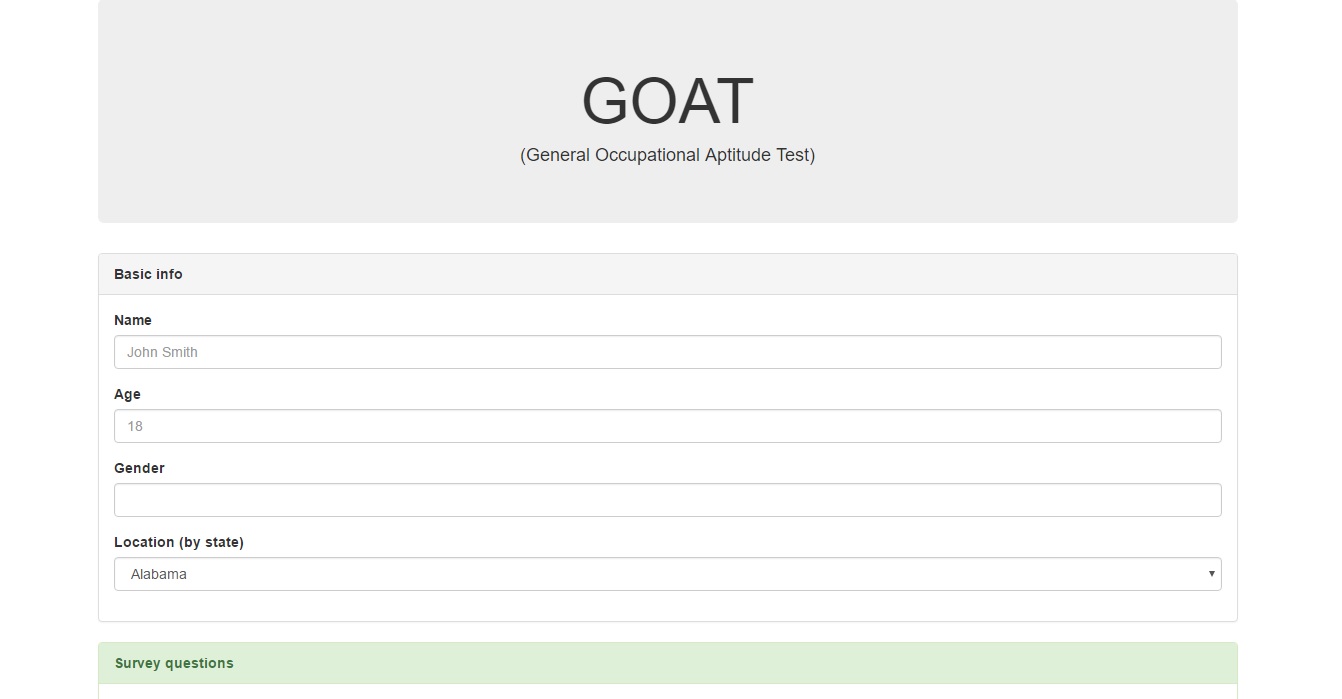 GOAT
(General Occupational Aptitude Test)
Basic info
Name
John Smith
Age
18
Gender
Location (by state)
Alabama
Survey questions